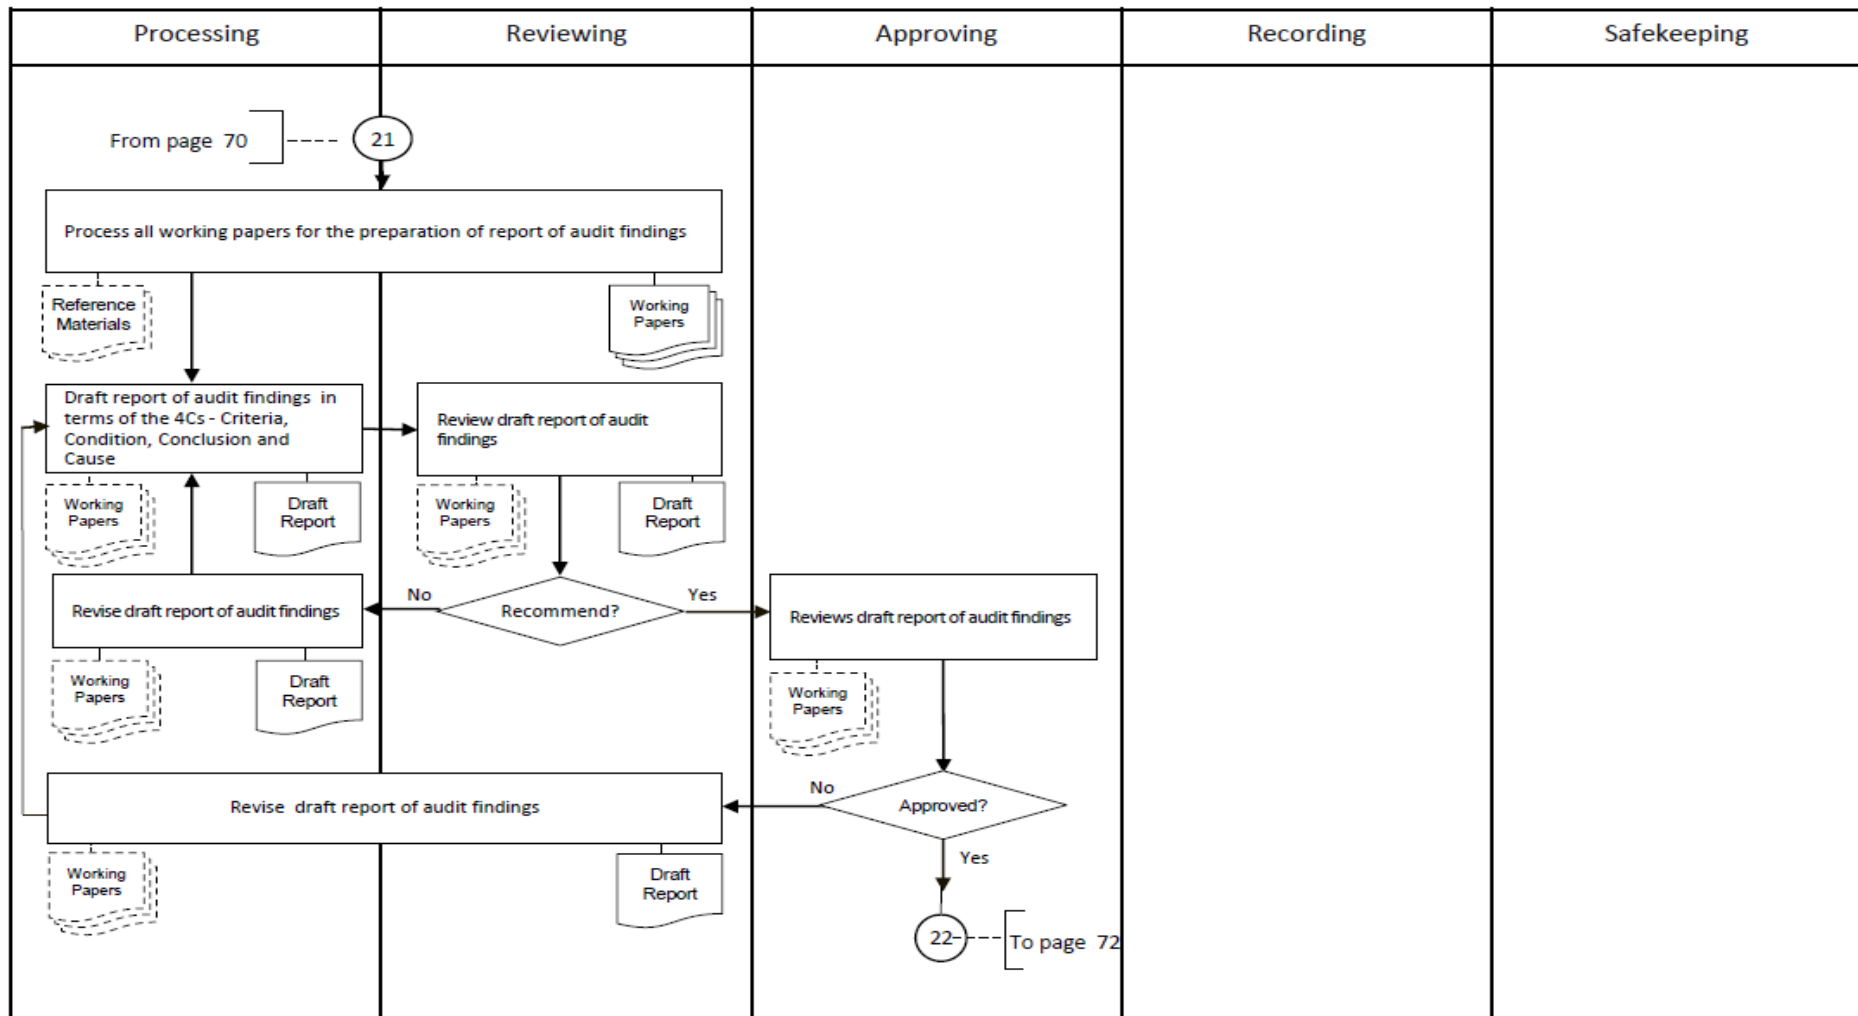 Processing
Reviewing
Approving
Recording
Safekeeping
From page 70
21
Process all working papers for the preparation of report of audit findings
Reference
Materials
Working
Papers
Draft report of audit findings in
terms of the 4Cs - Criteria,
Condition, Conclusion and
Cause
Review draft report of audit
findings
Working
Papers
Draft
Report
Working
Papers
Draft
Report
Revise draft report of audit findings
No
Recommend?
Yes
Reviews draft report of audit findings
Working
Papers
Draft
Report
Working
Papers
Revise draft report of audit findings
No
Approved?
Yes
Working
Papers
Draft
Report
22
To page 72